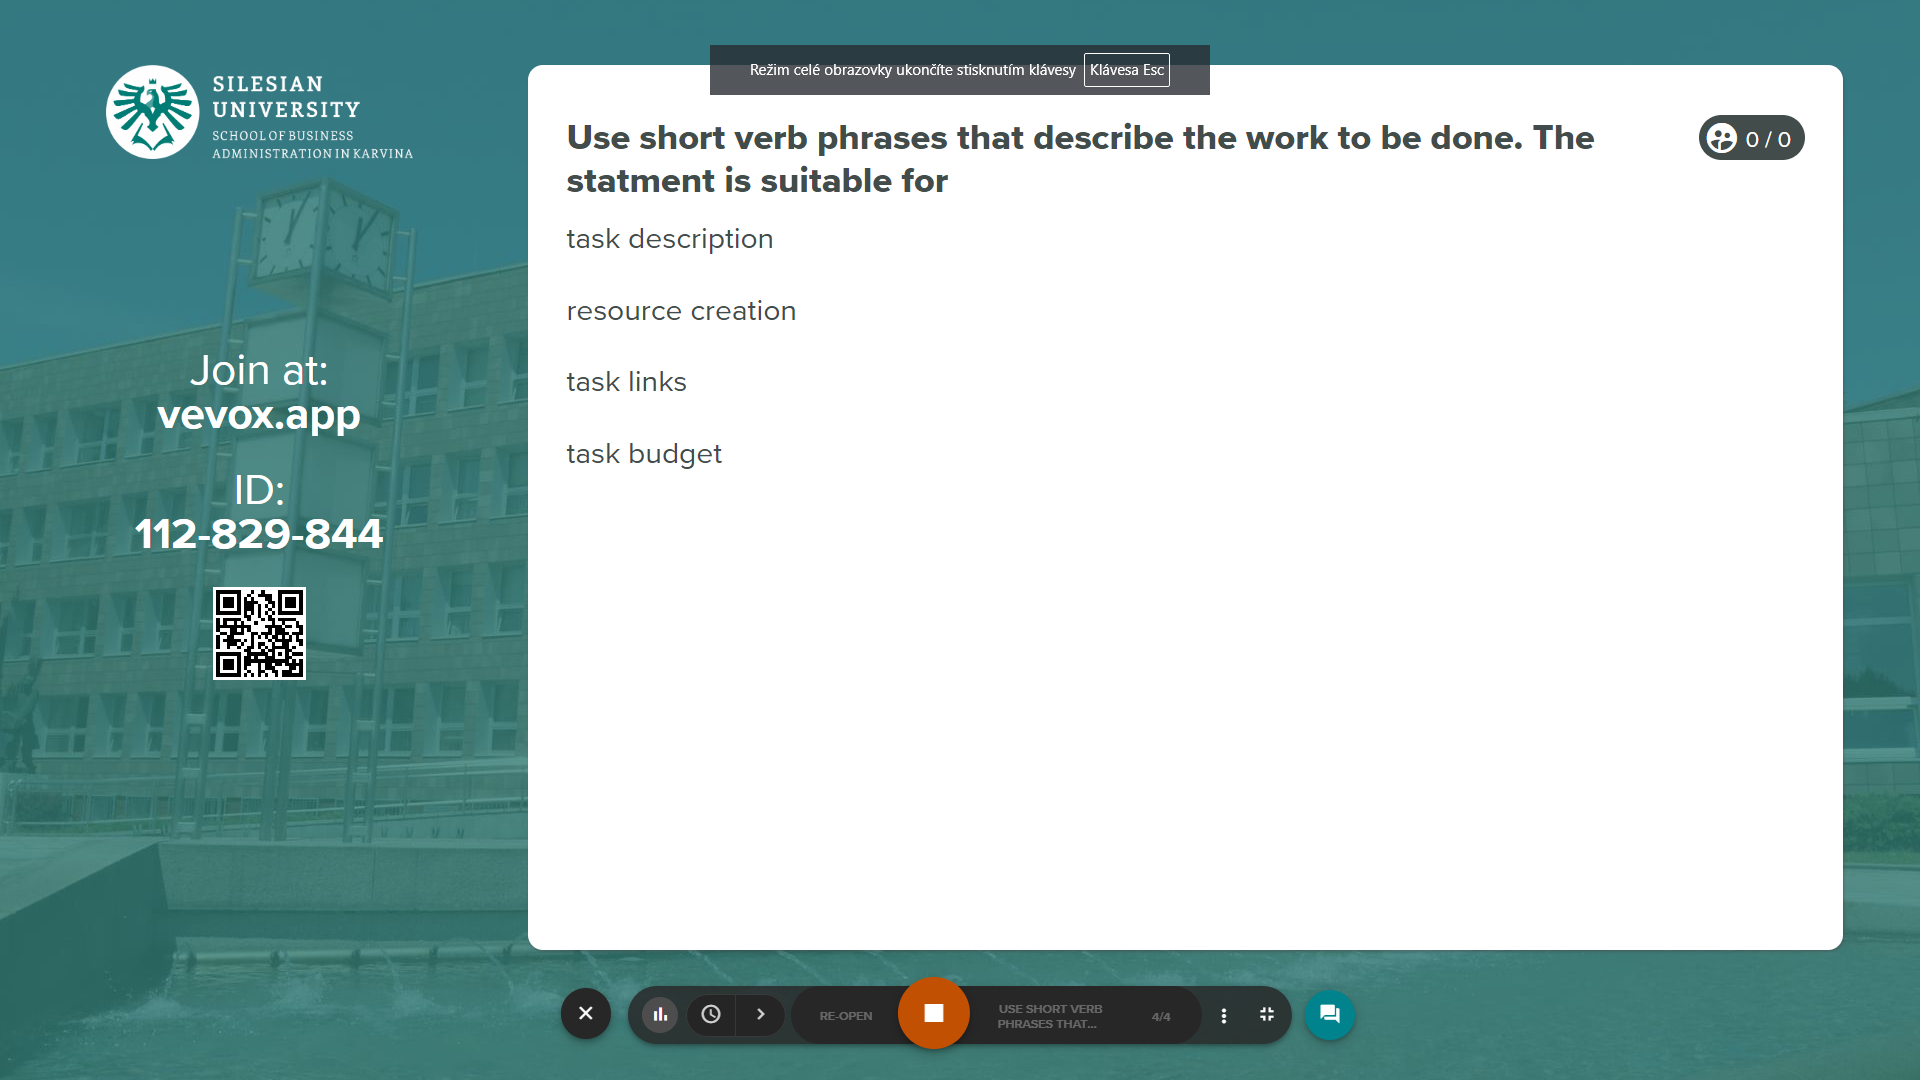 Režim celé obrazovky ukončíte stisknutím klávesy Klávesa Esc
SILESIAN
UNIVERSITY
SCHOOL OF BUSINESS
ADMINISTRATION IN KARVINA
Join at:
vevox.app
ID:
112-829-844
Use short verb phrases that describe the work to be done. The
statment is suitable for
0 / 0
task description
resource creation
task links
task budget
RE-OPEN
USE SHORT VERB
PHRASES THAT...
4/4